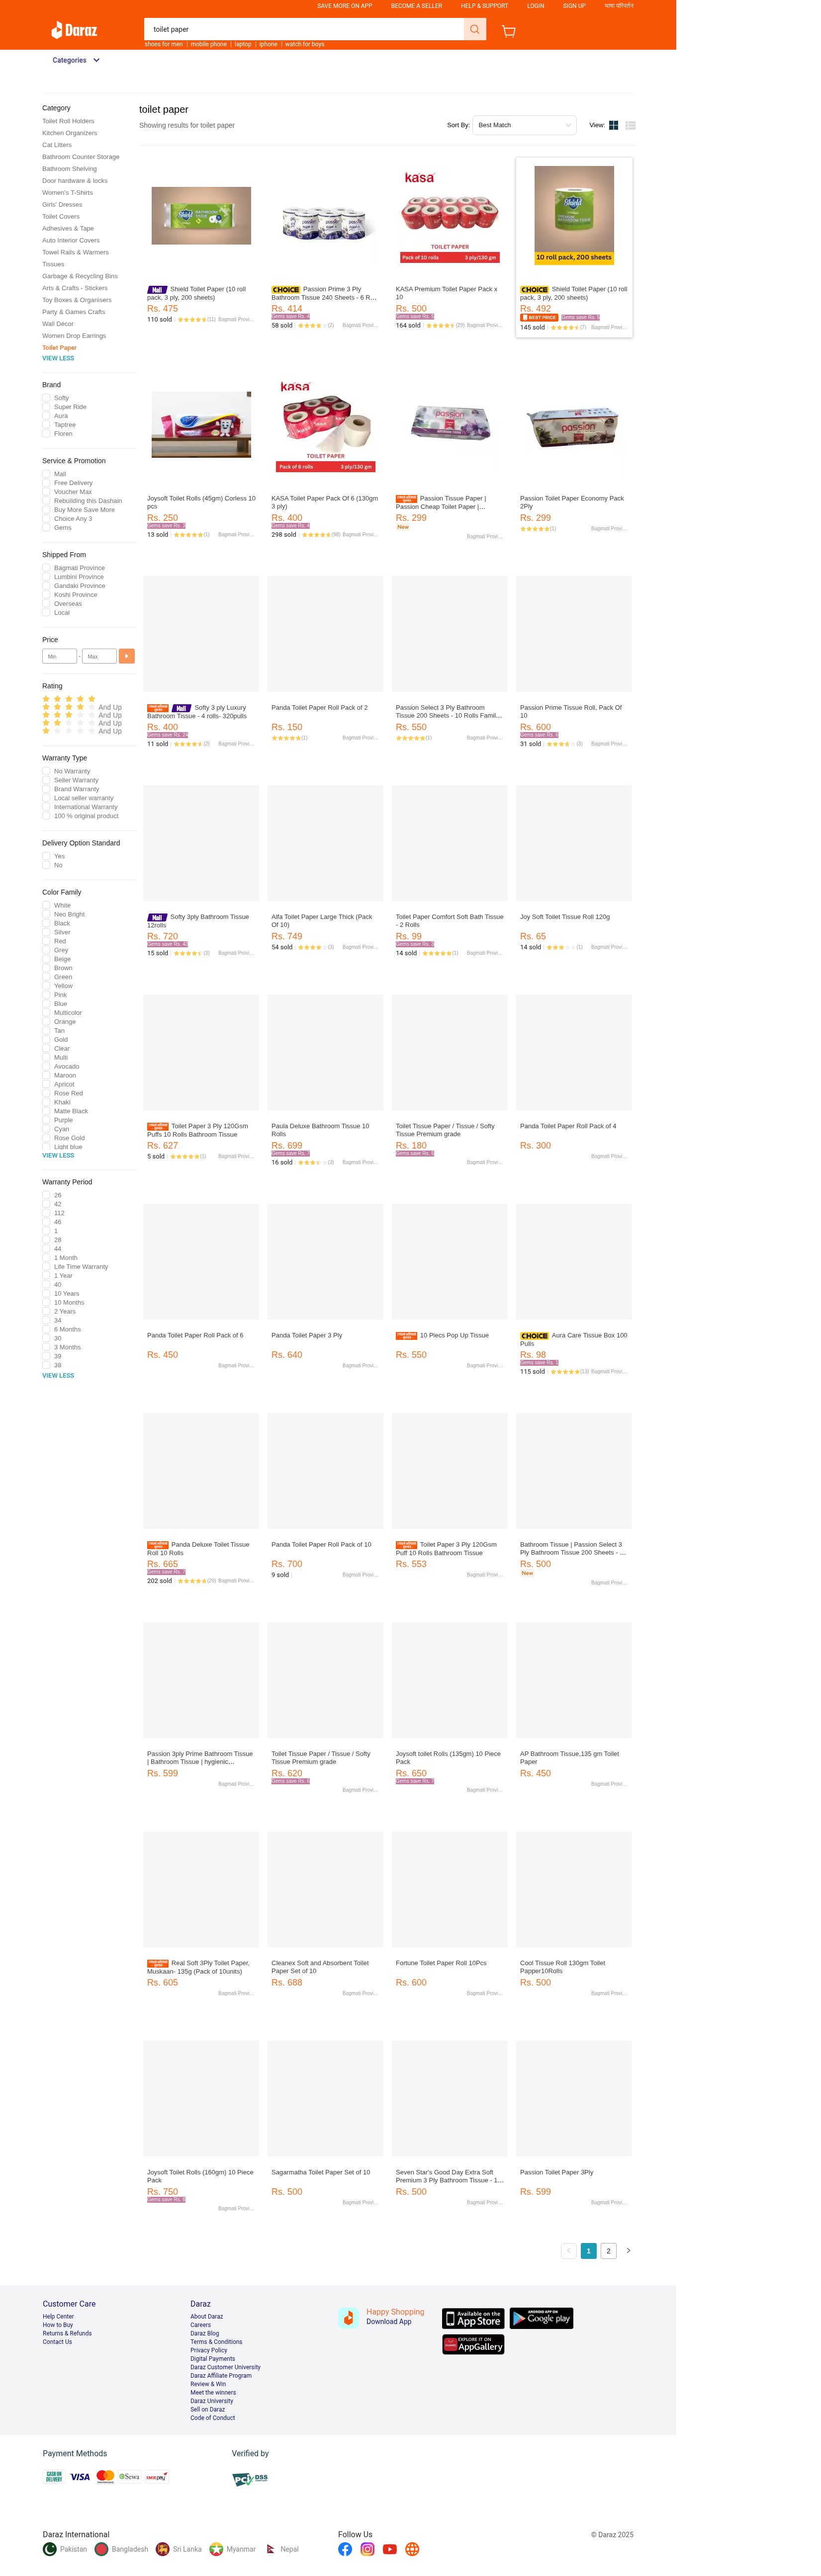 SAVE MORE ON APP BECOME A SELLER HELP & SUPPORT LOGIN SIGN UP भाषा परिवर्तन
Daraz
toilet paper
shoes for men | mobile phone | laptop | iphone | watch for boys
Categories
Category
Toilet Roll Holders
Kitchen Organizers
Cat Litters
Bathroom Counter Storage
Bathroom Shelving
Door hardware & locks
Women's T-Shirts
Girls' Dresses
Toilet Covers
Adhesives & Tape
Auto Interior Covers
Towel Rails & Warmers
Tissues
Garbage & Recycling Bins
Arts & Crafts - Stickers
Toy Boxes & Organisers
Party & Games Crafts
Wall Décor
Women Drop Earrings
Toilet Paper
VIEW LESS
Brand
Softy
Super Ride
Aura
Taptree
Floren
Service & Promotion
Mall
Free Delivery
Voucher Max
Rebuilding this Dashain
Buy More Save More
Choice Any 3
Gems
Shipped From
Bagmati Province
Lumbini Province
Gandaki Province
Koshi Province
Overseas
Local
Price
Min - Max
Rating
And Up
And Up
And Up
And Up
Warranty Type
No Warranty
Seller Warranty
Brand Warranty
Local seller warranty
International Warranty
100 % original product
Delivery Option Standard
Yes
No
Color Family
White
Neo Bright
Black
Silver
Red
Grey
Beige
Brown
Green
Yellow
Pink
Blue
Multicolor
Orange
Tan
Gold
Clear
Multi
Avocado
Maroon
Apricot
Rose Red
Khaki
Matte Black
Purple
Cyan
Rose Gold
Light blue
VIEW LESS
Warranty Period
26
42
112
46
1
28
44
1 Month
Life Time Warranty
1 Year
40
10 Years
10 Months
2 Years
34
6 Months
30
3 Months
39
38
VIEW LESS
toilet paper
Showing results for toilet paper
Sort By: Best Match View:
Shield
Mall Shield Toilet Paper (10 roll
pack, 3 ply, 200 sheets)
Rs. 475
110 sold (11) Bagmati Provi...
passion
CHOICE Passion Prime 3 Ply
Bathroom Tissue 240 Sheets - 6 R...
Rs. 414
Gems save Rs. 4
58 sold (2) Bagmati Provi...
kasa
TOILET PAPER
Pack of 10 rolls 3 ply/130 gm
KASA Premium Toilet Paper Pack x
10
Rs. 500
Gems save Rs. 5
164 sold (29) Bagmati Provi...
Shield
10 roll pack, 200 sheets
CHOICE Shield Toilet Paper (10 roll
pack, 3 ply, 200 sheets)
Rs. 492
BEST PRICE Gems save Rs. 5
145 sold (7) Bagmati Provi...
Joysoft Toilet Rolls (45gm) Corless 10
pcs
Rs. 250
Gems save Rs. 3
13 sold (1) Bagmati Provi...
kasa
TOILET PAPER
Pack of 6 rolls 3 ply/130 gm
KASA Toilet Paper Pack Of 6 (130gm
3 ply)
Rs. 400
Gems save Rs. 4
298 sold (98) Bagmati Provi...
passion
Passion Tissue Paper |
Passion Cheap Toilet Paper |...
Rs. 299
New
Bagmati Provi...
passion
Passion Toilet Paper Economy Pack
2Ply
Rs. 299
(1) Bagmati Provi...
Mall Softy 3 ply Luxury
Bathroom Tissue - 4 rolls- 320pulls
Rs. 400
Gems save Rs. 24
11 sold (2) Bagmati Provi...
Panda Toilet Paper Roll Pack of 2
Rs. 150
(1) Bagmati Provi...
Passion Select 3 Ply Bathroom
Tissue 200 Sheets - 10 Rolls Famil...
Rs. 550
(1) Bagmati Provi...
Passion Prime Tissue Roll, Pack Of
10
Rs. 600
Gems save Rs. 6
31 sold (3) Bagmati Provi...
Mall Softy 3ply Bathroom Tissue
12rolls
Rs. 720
Gems save Rs. 43
15 sold (3) Bagmati Provi...
Alfa Toilet Paper Large Thick (Pack
Of 10)
Rs. 749
54 sold (3) Bagmati Provi...
Toilet Paper Comfort Soft Bath Tissue
- 2 Rolls
Rs. 99
14 sold (1) Bagmati Provi...
Joy Soft Toilet Tissue Roll 120g
Rs. 65
14 sold (1) Bagmati Provi...
Toilet Paper 3 Ply 120Gsm
Puffs 10 Rolls Bathroom Tissue
Rs. 627
5 sold (1) Bagmati Provi...
Paula Deluxe Bathroom Tissue 10
Rolls
Rs. 699
16 sold (3) Bagmati Provi...
Toilet Tissue Paper / Tissue / Softy
Tissue Premium grade
Rs. 180
Bagmati Provi...
Panda Toilet Paper Roll Pack of 4
Rs. 300
Bagmati Provi...
Panda Toilet Paper Roll Pack of 6
Rs. 450
Bagmati Provi...
Panda Toilet Paper 3 Ply
Rs. 640
Bagmati Provi...
10 Piecs Pop Up Tissue
Rs. 550
Bagmati Provi...
CHOICE Aura Care Tissue Box 100
Pulls
Rs. 98
Gems save Rs. 1
115 sold (13) Bagmati Provi...
Panda Deluxe Toilet Tissue
Roll 10 Rolls
Rs. 665
202 sold (29) Bagmati Provi...
Panda Toilet Paper Roll Pack of 10
Rs. 700
9 sold Bagmati Provi...
Toilet Paper 3 Ply 120Gsm
Puff 10 Rolls Bathroom Tissue
Rs. 553
Bagmati Provi...
Bathroom Tissue | Passion Select 3
Ply Bathroom Tissue 200 Sheets - ...
Rs. 500
New
Bagmati Provi...
Passion 3ply Prime Bathroom Tissue
| Bathroom Tissue | hygienic...
Rs. 599
Bagmati Provi...
Toilet Tissue Paper / Tissue / Softy
Tissue Premium grade
Rs. 620
Bagmati Provi...
Joysoft toilet Rolls (135gm) 10 Piece
Pack
Rs. 650
Bagmati Provi...
AP Bathroom Tissue,135 gm Toilet
Paper
Rs. 450
Bagmati Provi...
Real Soft 3Ply Toilet Paper,
Muskaan- 135g (Pack of 10units)
Rs. 605
Bagmati Provi...
Cleanex Soft and Absorbent Toilet
Paper Set of 10
Rs. 688
Bagmati Provi...
Fortune Toilet Paper Roll 10Pcs
Rs. 600
Bagmati Provi...
Cool Tissue Roll 130gm Toilet
Papper10Rolls
Rs. 500
Bagmati Provi...
Joysoft Toilet Rolls (160gm) 10 Piece
Pack
Rs. 750
Bagmati Provi...
Sagarmatha Toilet Paper Set of 10
Rs. 500
Bagmati Provi...
Seven Star's Good Day Extra Soft
Premium 3 Ply Bathroom Tissue - 1...
Rs. 500
Bagmati Provi...
Passion Toilet Paper 3Ply
Rs. 599
Bagmati Provi...
1 2
Customer Care
Help Center
How to Buy
Returns & Refunds
Contact Us
Daraz
About Daraz
Careers
Daraz Blog
Terms & Conditions
Privacy Policy
Digital Payments
Daraz Customer University
Daraz Affiliate Program
Review & Win
Meet the winners
Daraz University
Sell on Daraz
Code of Conduct
Happy Shopping
Download App
Available on the
App Store
ANDROID APP ON
Google play
EXPLORE IT ON
AppGallery
Payment Methods
CASH ON DELIVERY VISA MasterCard eSewa IMEPay
Verified by
PCI DSS
Daraz International
Pakistan Bangladesh Sri Lanka Myanmar Nepal
Follow Us
© Daraz 2025